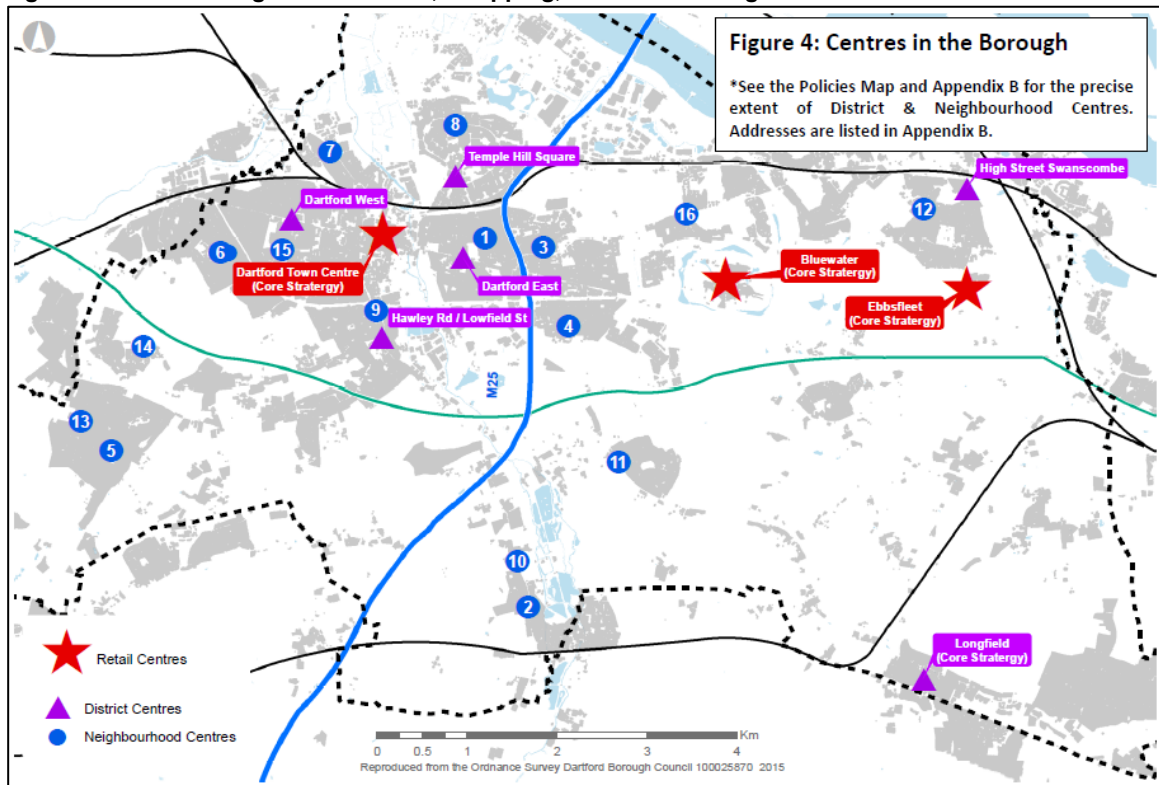 Figure 4: Centres in the Borough
*See the Policies Map and Appendix B for the precise
extent of District & Neighbourhood Centres.
Addresses are listed in Appendix B.
8
7
Temple Hill Square
High Street Swanscombe
Dartford West
12
16
1
3
15
6
Dartford Town Centre
(Core Stratergy)
Bluewater
(Core Stratergy)
Dartford East
Ebbsfleet
(Core Stratergy)
9
Hawley Rd / Lowfield St
4
14
M25
13
5
11
10
2
Longfield
(Core Stratergy)
Retail Centres
District Centres
Neighbourhood Centres
Km
0 0.5 1 2 3 4
Reproduced from the Ordnance Survey Dartford Borough Council 100025870 2015